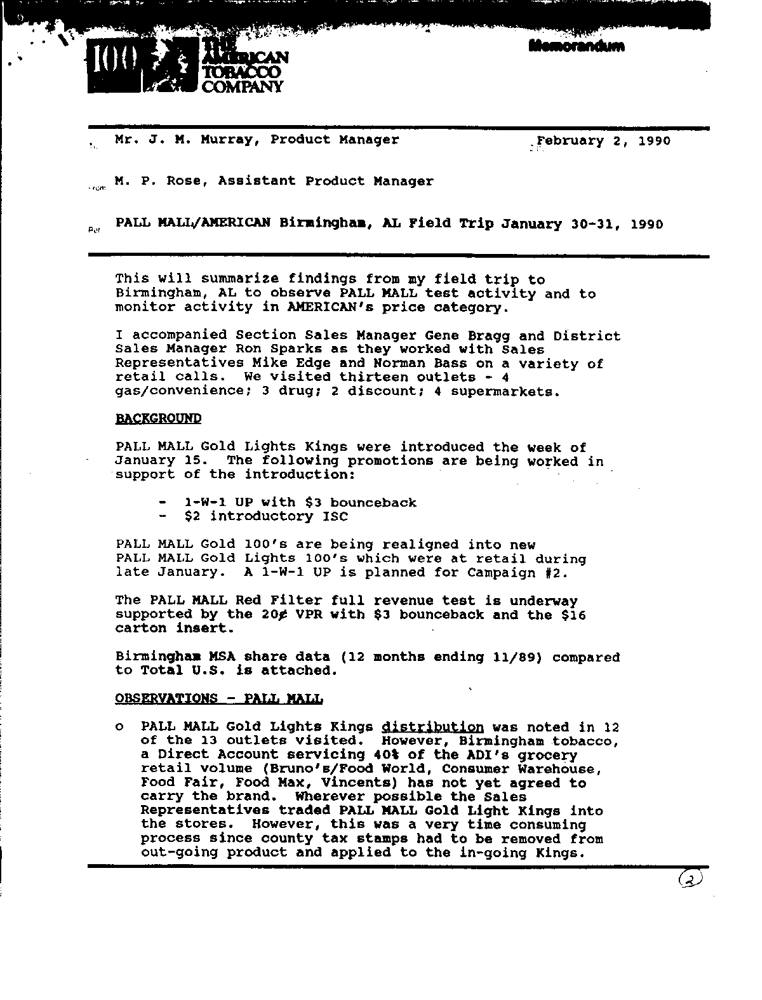 Memorandum
100 THE
AMERICAN
TOBACCO
COMPANY
Mr. J. M. Murray, Product Manager February 2, 1990
From M. P. Rose, Assistant Product Manager
PALL MALL/AMERICAN Birmingham, AL Field Trip January 30-31, 1990
This will summarize findings from my field trip to
Birmingham, AL to observe PALL MALL test activity and to
monitor activity in AMERICAN's price category.
I accompanied Section Sales Manager Gene Bragg and District
Sales Manager Ron Sparks as they worked with Sales
Representatives Mike Edge and Norman Bass on a variety of
retail calls. We visited thirteen outlets - 4
gas/convenience; 3 drug; 2 discount; 4 supermarkets.
BACKGROUND
PALL MALL Gold Lights Kings were introduced the week of
January 15. The following promotions are being worked in
support of the introduction:
- 1-W-1 UP with $3 bounceback
- $2 introductory ISC
PALL MALL Gold 100's are being realigned into new
PALL MALL Gold Lights 100's which were at retail during
late January. A 1-W-1 UP is planned for Campaign #2.
The PALL MALL Red Filter full revenue test is underway
supported by the 20¢ VPR with $3 bounceback and the $16
carton insert.
Birmingham MSA share data (12 months ending 11/89) compared
to Total U.S. is attached.
OBSERVATIONS - PALL MALL
o PALL MALL Gold Lights Kings distribution was noted in 12
of the 13 outlets visited. However, Birmingham tobacco,
a Direct Account servicing 40% of the ADI's grocery
retail volume (Bruno's/Food World, Consumer Warehouse,
Food Fair, Food Max, Vincents) has not yet agreed to
carry the brand. Wherever possible the Sales
Representatives traded PALL MALL Gold Light Kings into
the stores. However, this was a very time consuming
process since county tax stamps had to be removed from
out-going product and applied to the in-going Kings.
2